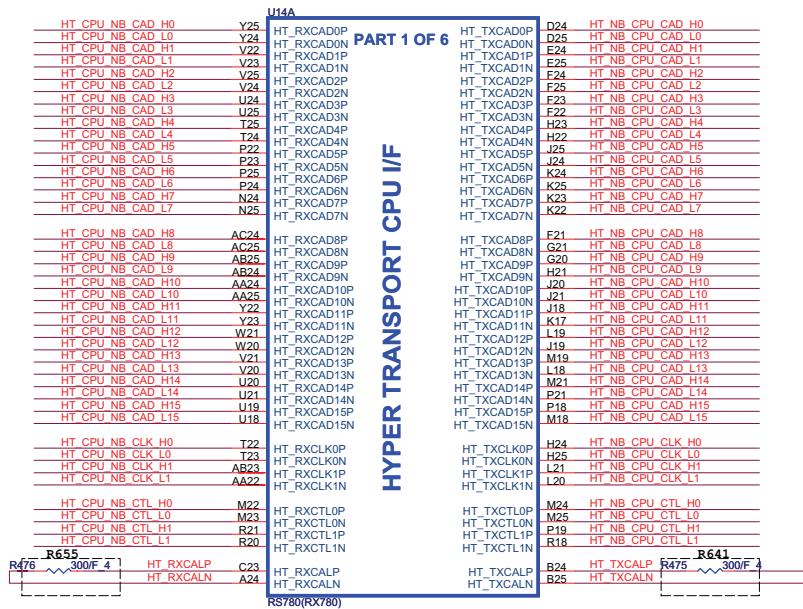 U14A
PART 1 OF 6
HT_CPU_NB_CAD_H0 Y25 HT_RXCAD0P HT_TXCAD0P D24 HT_NB_CPU_CAD_H0
HT_CPU_NB_CAD_L0 Y24 HT_RXCAD0N HT_TXCAD0N D25 HT_NB_CPU_CAD_L0
HT_CPU_NB_CAD_H1 V22 HT_RXCAD1P HT_TXCAD1P E24 HT_NB_CPU_CAD_H1
HT_CPU_NB_CAD_L1 V23 HT_RXCAD1N HT_TXCAD1N E25 HT_NB_CPU_CAD_L1
HT_CPU_NB_CAD_H2 V25 HT_RXCAD2P HT_TXCAD2P F24 HT_NB_CPU_CAD_H2
HT_CPU_NB_CAD_L2 V24 HT_RXCAD2N HT_TXCAD2N F25 HT_NB_CPU_CAD_L2
HT_CPU_NB_CAD_H3 U24 HT_RXCAD3P HT_TXCAD3P F23 HT_NB_CPU_CAD_H3
HT_CPU_NB_CAD_L3 U25 HT_RXCAD3N HT_TXCAD3N F22 HT_NB_CPU_CAD_L3
HT_CPU_NB_CAD_H4 T25 HT_RXCAD4P HT_TXCAD4P H23 HT_NB_CPU_CAD_H4
HT_CPU_NB_CAD_L4 T24 HT_RXCAD4N HT_TXCAD4N H22 HT_NB_CPU_CAD_L4
HT_CPU_NB_CAD_H5 P22 HT_RXCAD5P HT_TXCAD5P J25 HT_NB_CPU_CAD_H5
HT_CPU_NB_CAD_L5 P23 HT_RXCAD5N HT_TXCAD5N J24 HT_NB_CPU_CAD_L5
HT_CPU_NB_CAD_H6 P25 HT_RXCAD6P HT_TXCAD6P K24 HT_NB_CPU_CAD_H6
HT_CPU_NB_CAD_L6 P24 HT_RXCAD6N HT_TXCAD6N K25 HT_NB_CPU_CAD_L6
HT_CPU_NB_CAD_H7 N24 HT_RXCAD7P HT_TXCAD7P K23 HT_NB_CPU_CAD_H7
HT_CPU_NB_CAD_L7 N25 HT_RXCAD7N HT_TXCAD7N K22 HT_NB_CPU_CAD_L7
HYPER TRANSPORT CPU I/F
HT_CPU_NB_CAD_H8 AC24 HT_RXCAD8P HT_TXCAD8P F21 HT_NB_CPU_CAD_H8
HT_CPU_NB_CAD_L8 AC25 HT_RXCAD8N HT_TXCAD8N G21 HT_NB_CPU_CAD_L8
HT_CPU_NB_CAD_H9 AB25 HT_RXCAD9P HT_TXCAD9P G20 HT_NB_CPU_CAD_H9
HT_CPU_NB_CAD_L9 AB24 HT_RXCAD9N HT_TXCAD9N H21 HT_NB_CPU_CAD_L9
HT_CPU_NB_CAD_H10 AA24 HT_RXCAD10P HT_TXCAD10P J20 HT_NB_CPU_CAD_H10
HT_CPU_NB_CAD_L10 AA25 HT_RXCAD10N HT_TXCAD10N J21 HT_NB_CPU_CAD_L10
HT_CPU_NB_CAD_H11 Y22 HT_RXCAD11P HT_TXCAD11P J18 HT_NB_CPU_CAD_H11
HT_CPU_NB_CAD_L11 Y23 HT_RXCAD11N HT_TXCAD11N K17 HT_NB_CPU_CAD_L11
HT_CPU_NB_CAD_H12 W21 HT_RXCAD12P HT_TXCAD12P L19 HT_NB_CPU_CAD_H12
HT_CPU_NB_CAD_L12 W20 HT_RXCAD12N HT_TXCAD12N J19 HT_NB_CPU_CAD_L12
HT_CPU_NB_CAD_H13 V21 HT_RXCAD13P HT_TXCAD13P M19 HT_NB_CPU_CAD_H13
HT_CPU_NB_CAD_L13 V20 HT_RXCAD13N HT_TXCAD13N L18 HT_NB_CPU_CAD_L13
HT_CPU_NB_CAD_H14 U20 HT_RXCAD14P HT_TXCAD14P M21 HT_NB_CPU_CAD_H14
HT_CPU_NB_CAD_L14 U21 HT_RXCAD14N HT_TXCAD14N P21 HT_NB_CPU_CAD_L14
HT_CPU_NB_CAD_H15 U19 HT_RXCAD15P HT_TXCAD15P P18 HT_NB_CPU_CAD_H15
HT_CPU_NB_CAD_L15 U18 HT_RXCAD15N HT_TXCAD15N M18 HT_NB_CPU_CAD_L15
HT_CPU_NB_CLK_H0 T22 HT_RXCLK0P HT_TXCLK0P H24 HT_NB_CPU_CLK_H0
HT_CPU_NB_CLK_L0 T23 HT_RXCLK0N HT_TXCLK0N H25 HT_NB_CPU_CLK_L0
HT_CPU_NB_CLK_H1 AB23 HT_RXCLK1P HT_TXCLK1P L21 HT_NB_CPU_CLK_H1
HT_CPU_NB_CLK_L1 AA22 HT_RXCLK1N HT_TXCLK1N L20 HT_NB_CPU_CLK_L1
HT_CPU_NB_CTL_H0 M22 HT_RXCTL0P HT_TXCTL0P M24 HT_NB_CPU_CTL_H0
HT_CPU_NB_CTL_L0 M23 HT_RXCTL0N HT_TXCTL0N M25 HT_NB_CPU_CTL_L0
HT_CPU_NB_CTL_H1 R21 HT_RXCTL1P HT_TXCTL1P P19 HT_NB_CPU_CTL_H1
HT_CPU_NB_CTL_L1 R20 HT_RXCTL1N HT_TXCTL1N R18 HT_NB_CPU_CTL_L1
R655 R641
R476 300/F_4 HT_RXCALP C23 HT_RXCALP HT_TXCALP B24 HT_TXCALP R475 300/F_4
HT_RXCALN A24 HT_RXCALN HT_TXCALN B25 HT_TXCALN
RS780(RX780)